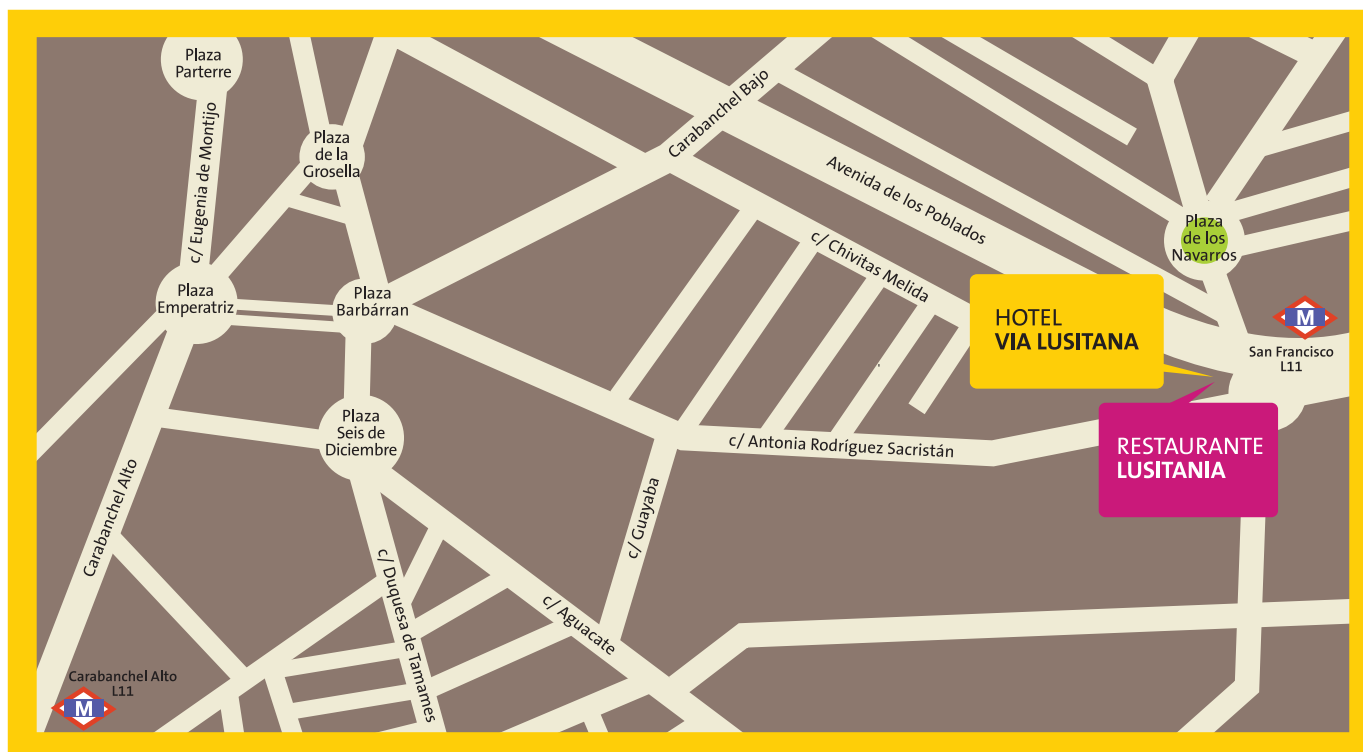 Plaza
Parterre
c/ Eugenia de Montijo
Plaza
de la
Grosella
Carabanchel Bajo
Avenida de los Poblados
Plaza
de los
Navarros
c/ Chivitas Melida
Plaza
Emperatriz
Plaza
Barbárran
HOTEL
VIA LUSITANA
M
San Francisco
L11
Plaza
Seis de
Diciembre
c/ Antonia Rodríguez Sacristán
RESTAURANTE
LUSITANIA
Carabanchel Alto
c/ Guayaba
c/ Duquesa de Tamames
c/ Aguacate
Carabanchel Alto
L11
M